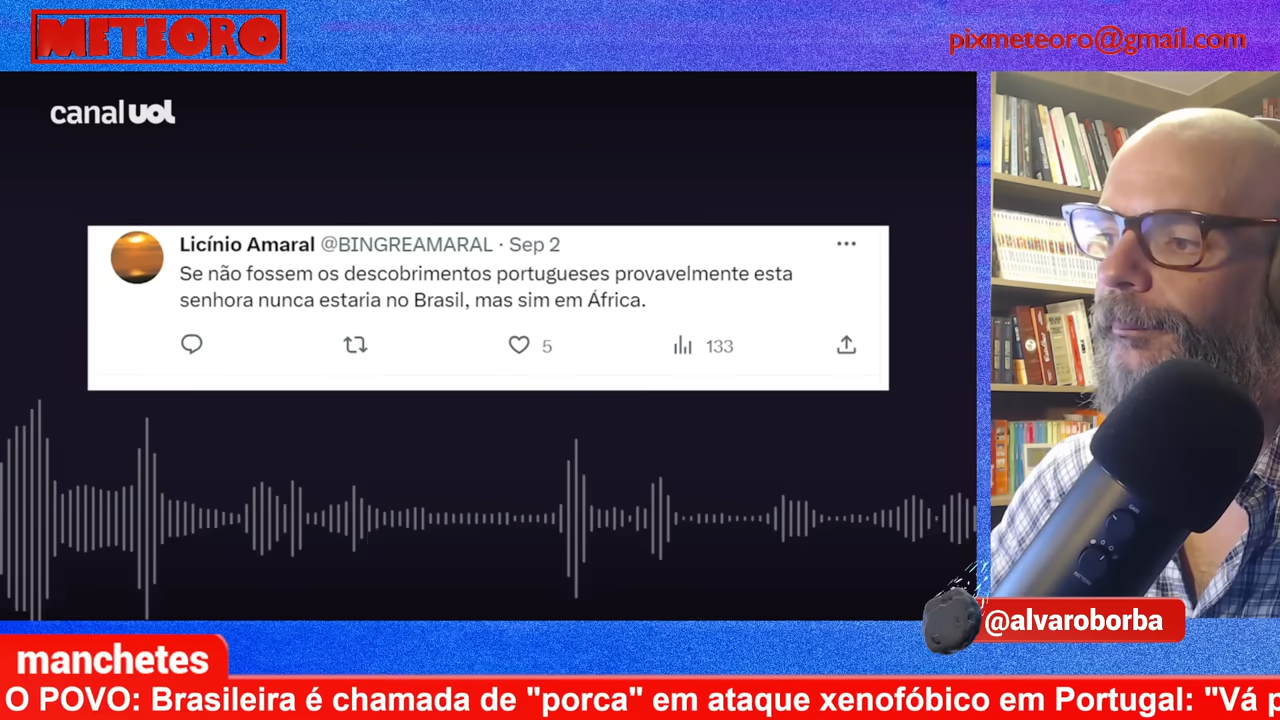 METEORO
pixmeteoro@gmail.com
canal uol
Licínio Amaral @BINGREAMARAL · Sep 2
Se não fossem os descobrimentos portugueses provavelmente esta
senhora nunca estaria no Brasil, mas sim em África.
5
133
@alvaroborba
manchetes
O POVO: Brasileira é chamada de "porca" em ataque xenofóbico em Portugal: "Vá p